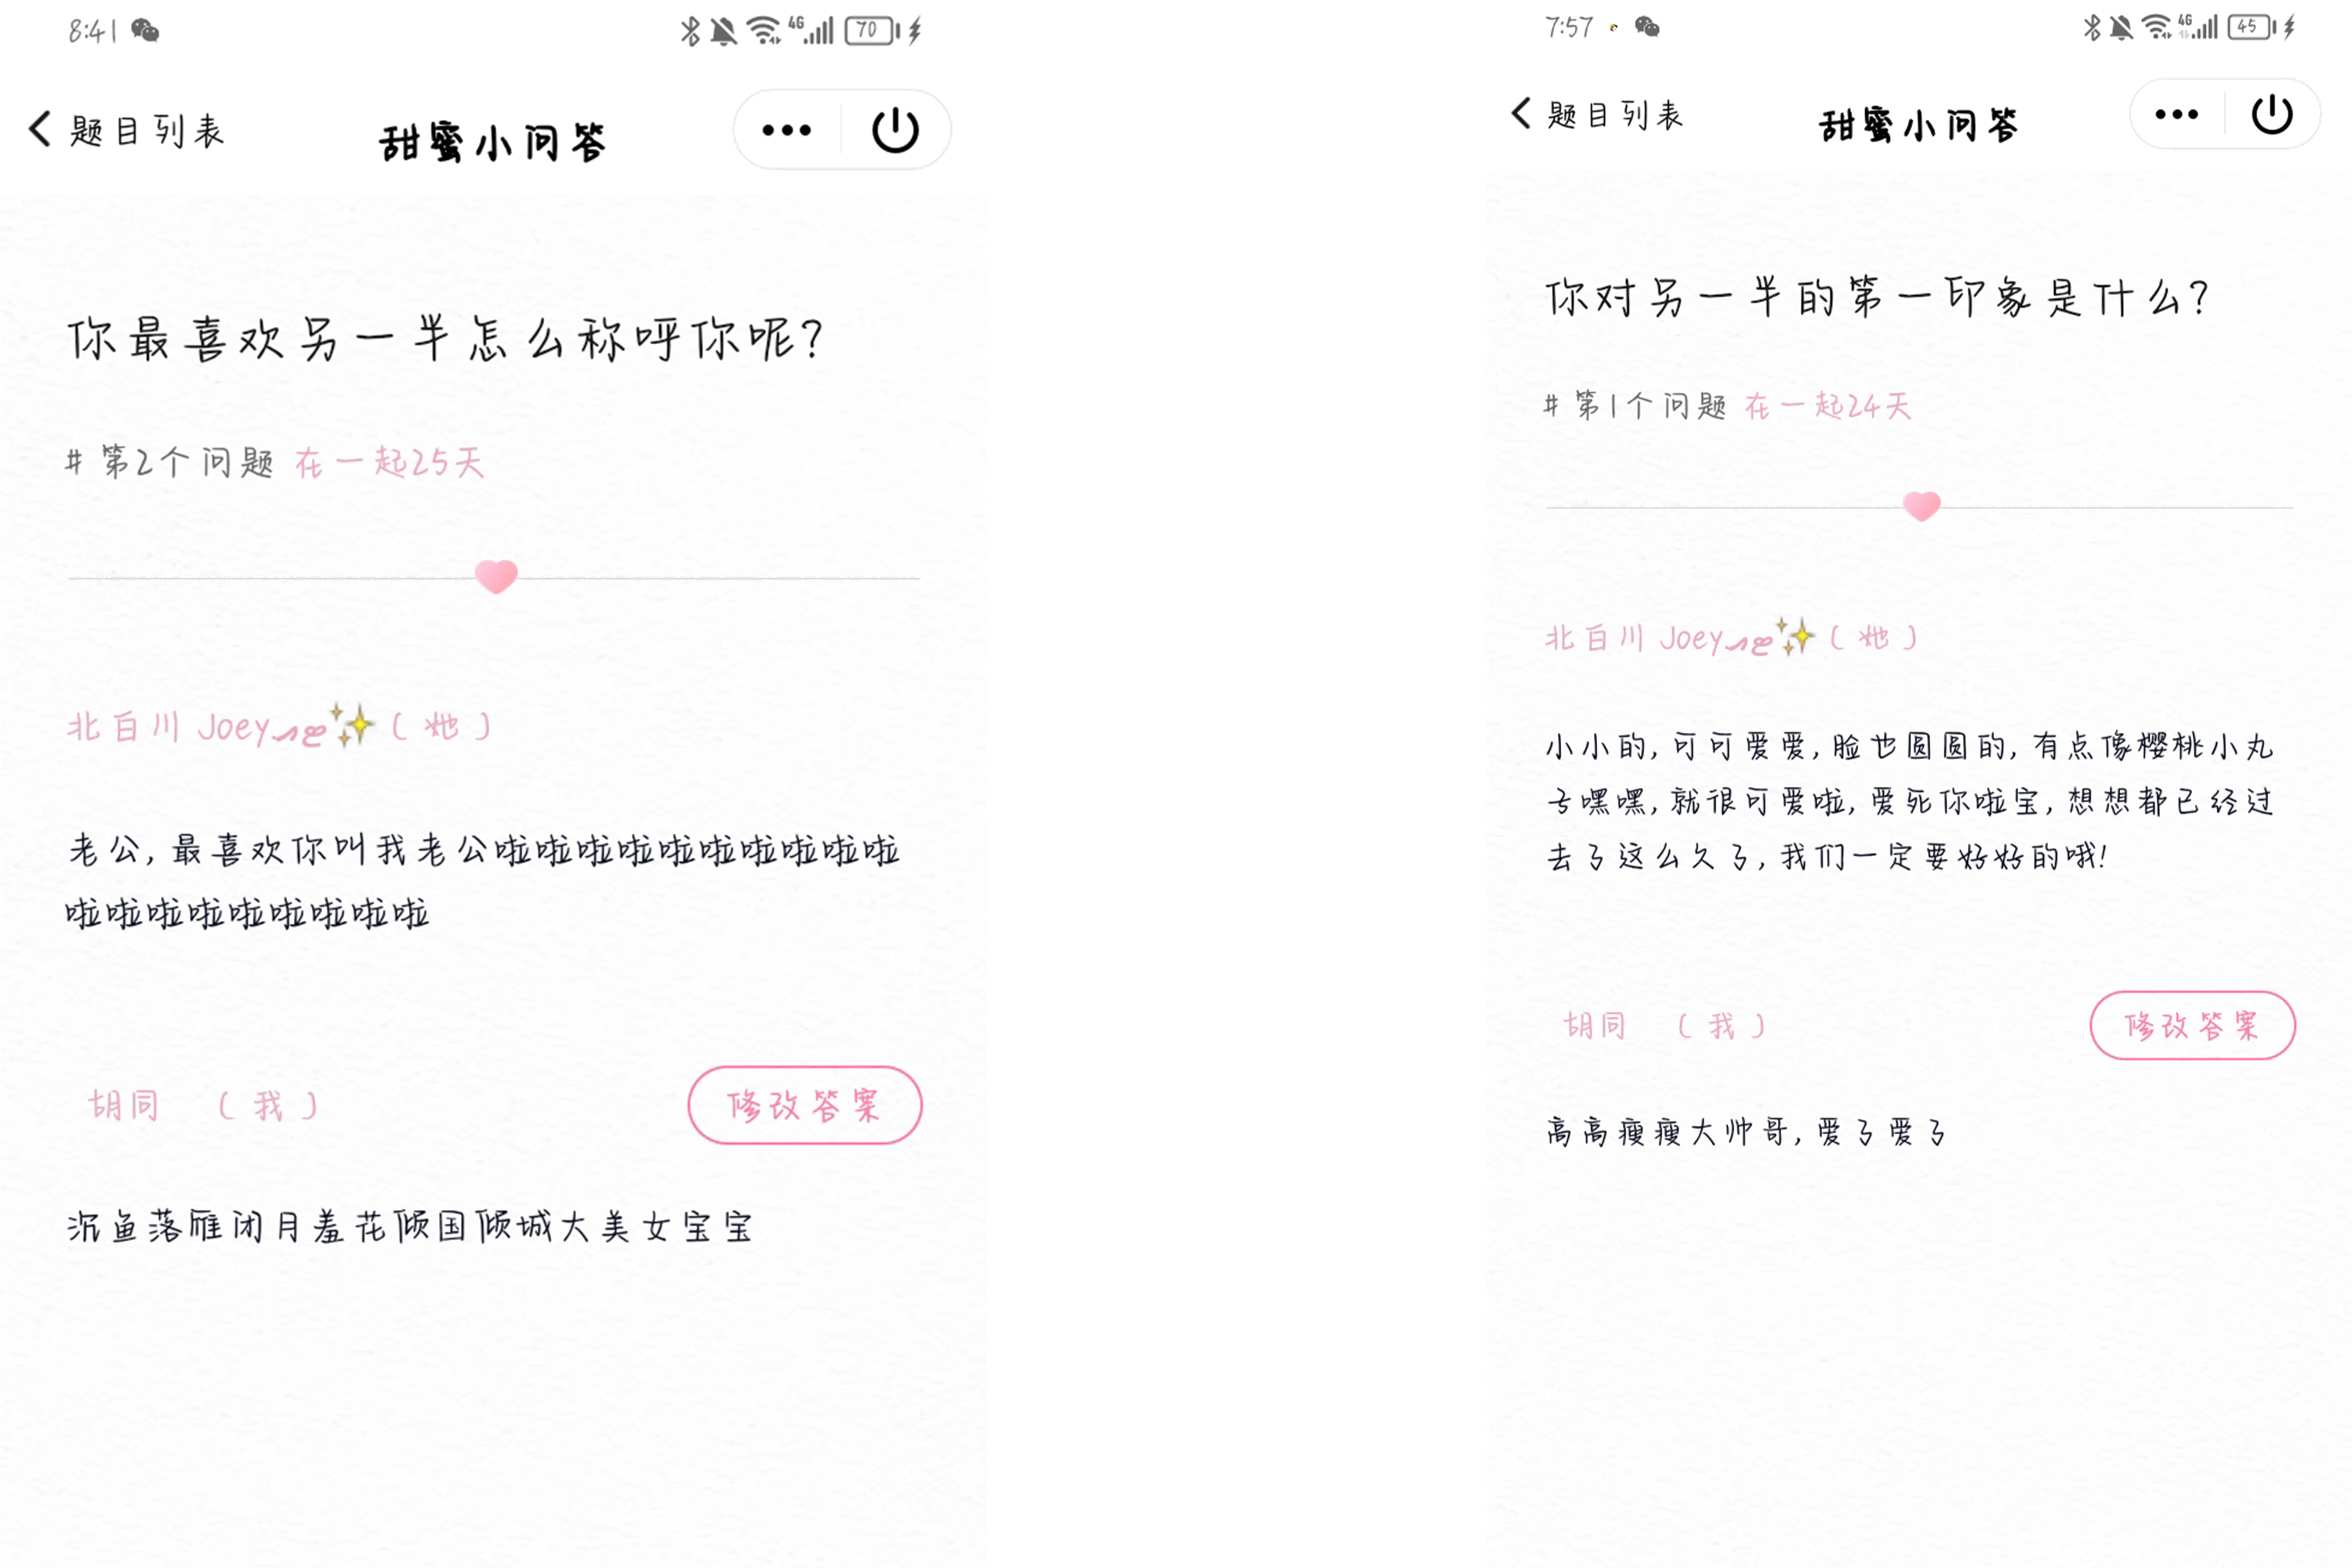 8:41
4G
70
题目列表
甜蜜小问答
你最喜欢另一半怎么称呼你呢?
# 第2个问题 在一起25天
北白川 Joey✨(她)
老公,最喜欢你叫我老公啦啦啦啦啦啦啦啦啦啦
啦啦啦啦啦啦啦啦啦
胡同 (我)
修改答案
沉鱼落雁闭月羞花倾国倾城大美女宝宝
7:57
4G
45
题目列表
甜蜜小问答
你对另一半的第一印象是什么?
# 第1个问题 在一起24天
北白川 Joey✨(她)
小小的,可可爱爱,脸也圆圆的,有点像樱桃小丸
子嘿嘿,就很可爱啦,爱死你啦宝,想想都已经过
去了这么久了,我们一定要好好的哦!
胡同 (我)
修改答案
高高瘦瘦大帅哥,爱了爱了